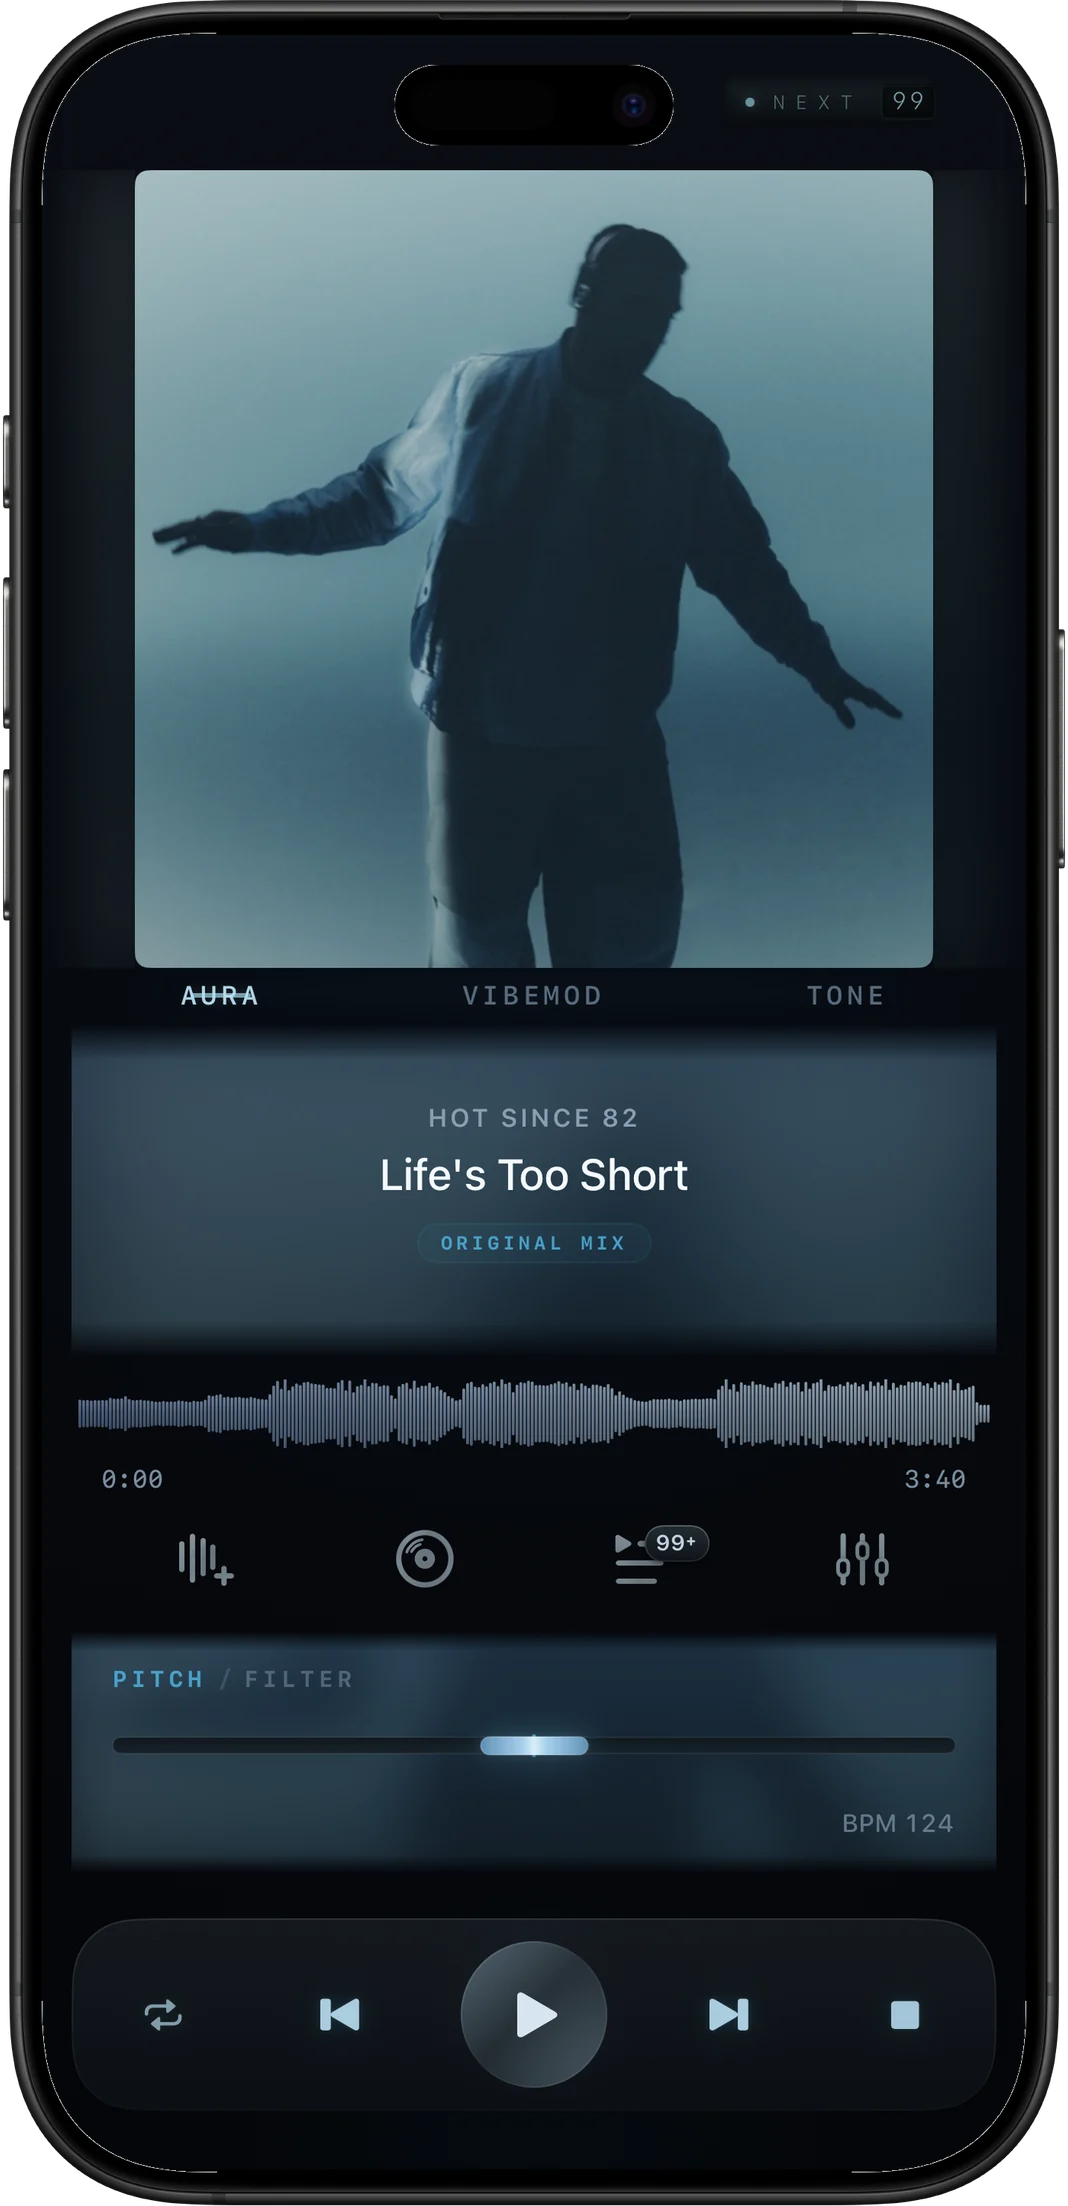 NEXT 99
AURA VIBEMOD TONE
HOT SINCE 82
Life's Too Short
ORIGINAL MIX
0:00 3:40
99+
PITCH / FILTER
BPM 124